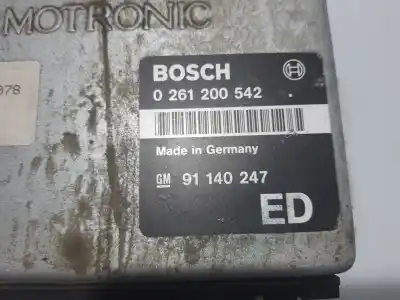 MOTRONIC
878
BOSCH
0 261 200 542
Made in Germany
GM 91 140 247
ED